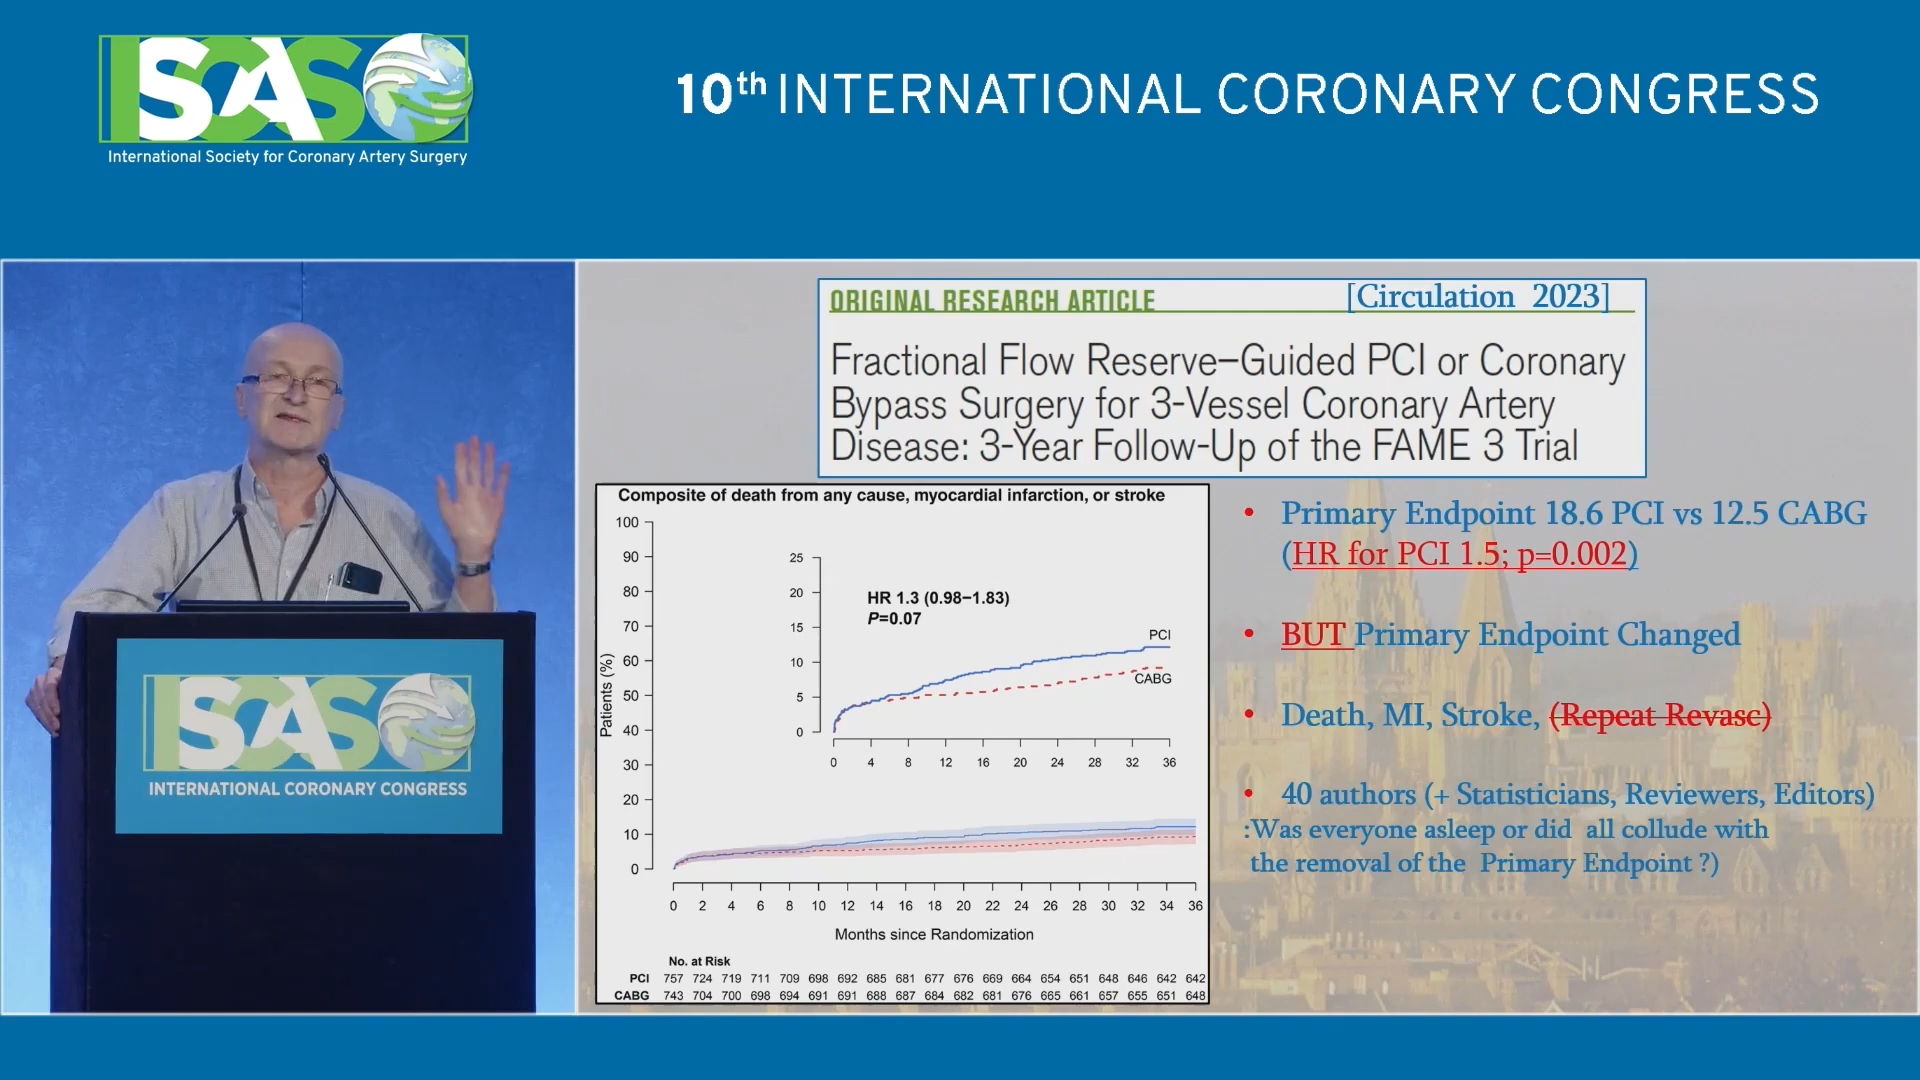 ISCAS
International Society for Coronary Artery Surgery
10th INTERNATIONAL CORONARY CONGRESS
ISCAS
INTERNATIONAL CORONARY CONGRESS
ORIGINAL RESEARCH ARTICLE [Circulation 2023]
Fractional Flow Reserve–Guided PCI or Coronary
Bypass Surgery for 3-Vessel Coronary Artery
Disease: 3-Year Follow-Up of the FAME 3 Trial
Composite of death from any cause, myocardial infarction, or stroke
100
90
80
70
60
50
40
30
20
10
0
Patients (%)
25
20
15
10
5
0
HR 1.3 (0.98–1.83)
P=0.07
PCI
CABG
0 4 8 12 16 20 24 28 32 36
0 2 4 6 8 10 12 14 16 18 20 22 24 26 28 30 32 34 36
Months since Randomization
No. at Risk
PCI 757 724 719 711 709 698 692 685 681 677 676 669 664 654 651 648 646 642 642
CABG 743 704 700 698 694 691 691 688 687 684 682 681 676 665 661 657 655 651 648
• Primary Endpoint 18.6 PCI vs 12.5 CABG
(HR for PCI 1.5; p=0.002)
• BUT Primary Endpoint Changed
• Death, MI, Stroke, (Repeat Revasc)
• 40 authors (+ Statisticians, Reviewers, Editors)
:Was everyone asleep or did all collude with
the removal of the Primary Endpoint ?)